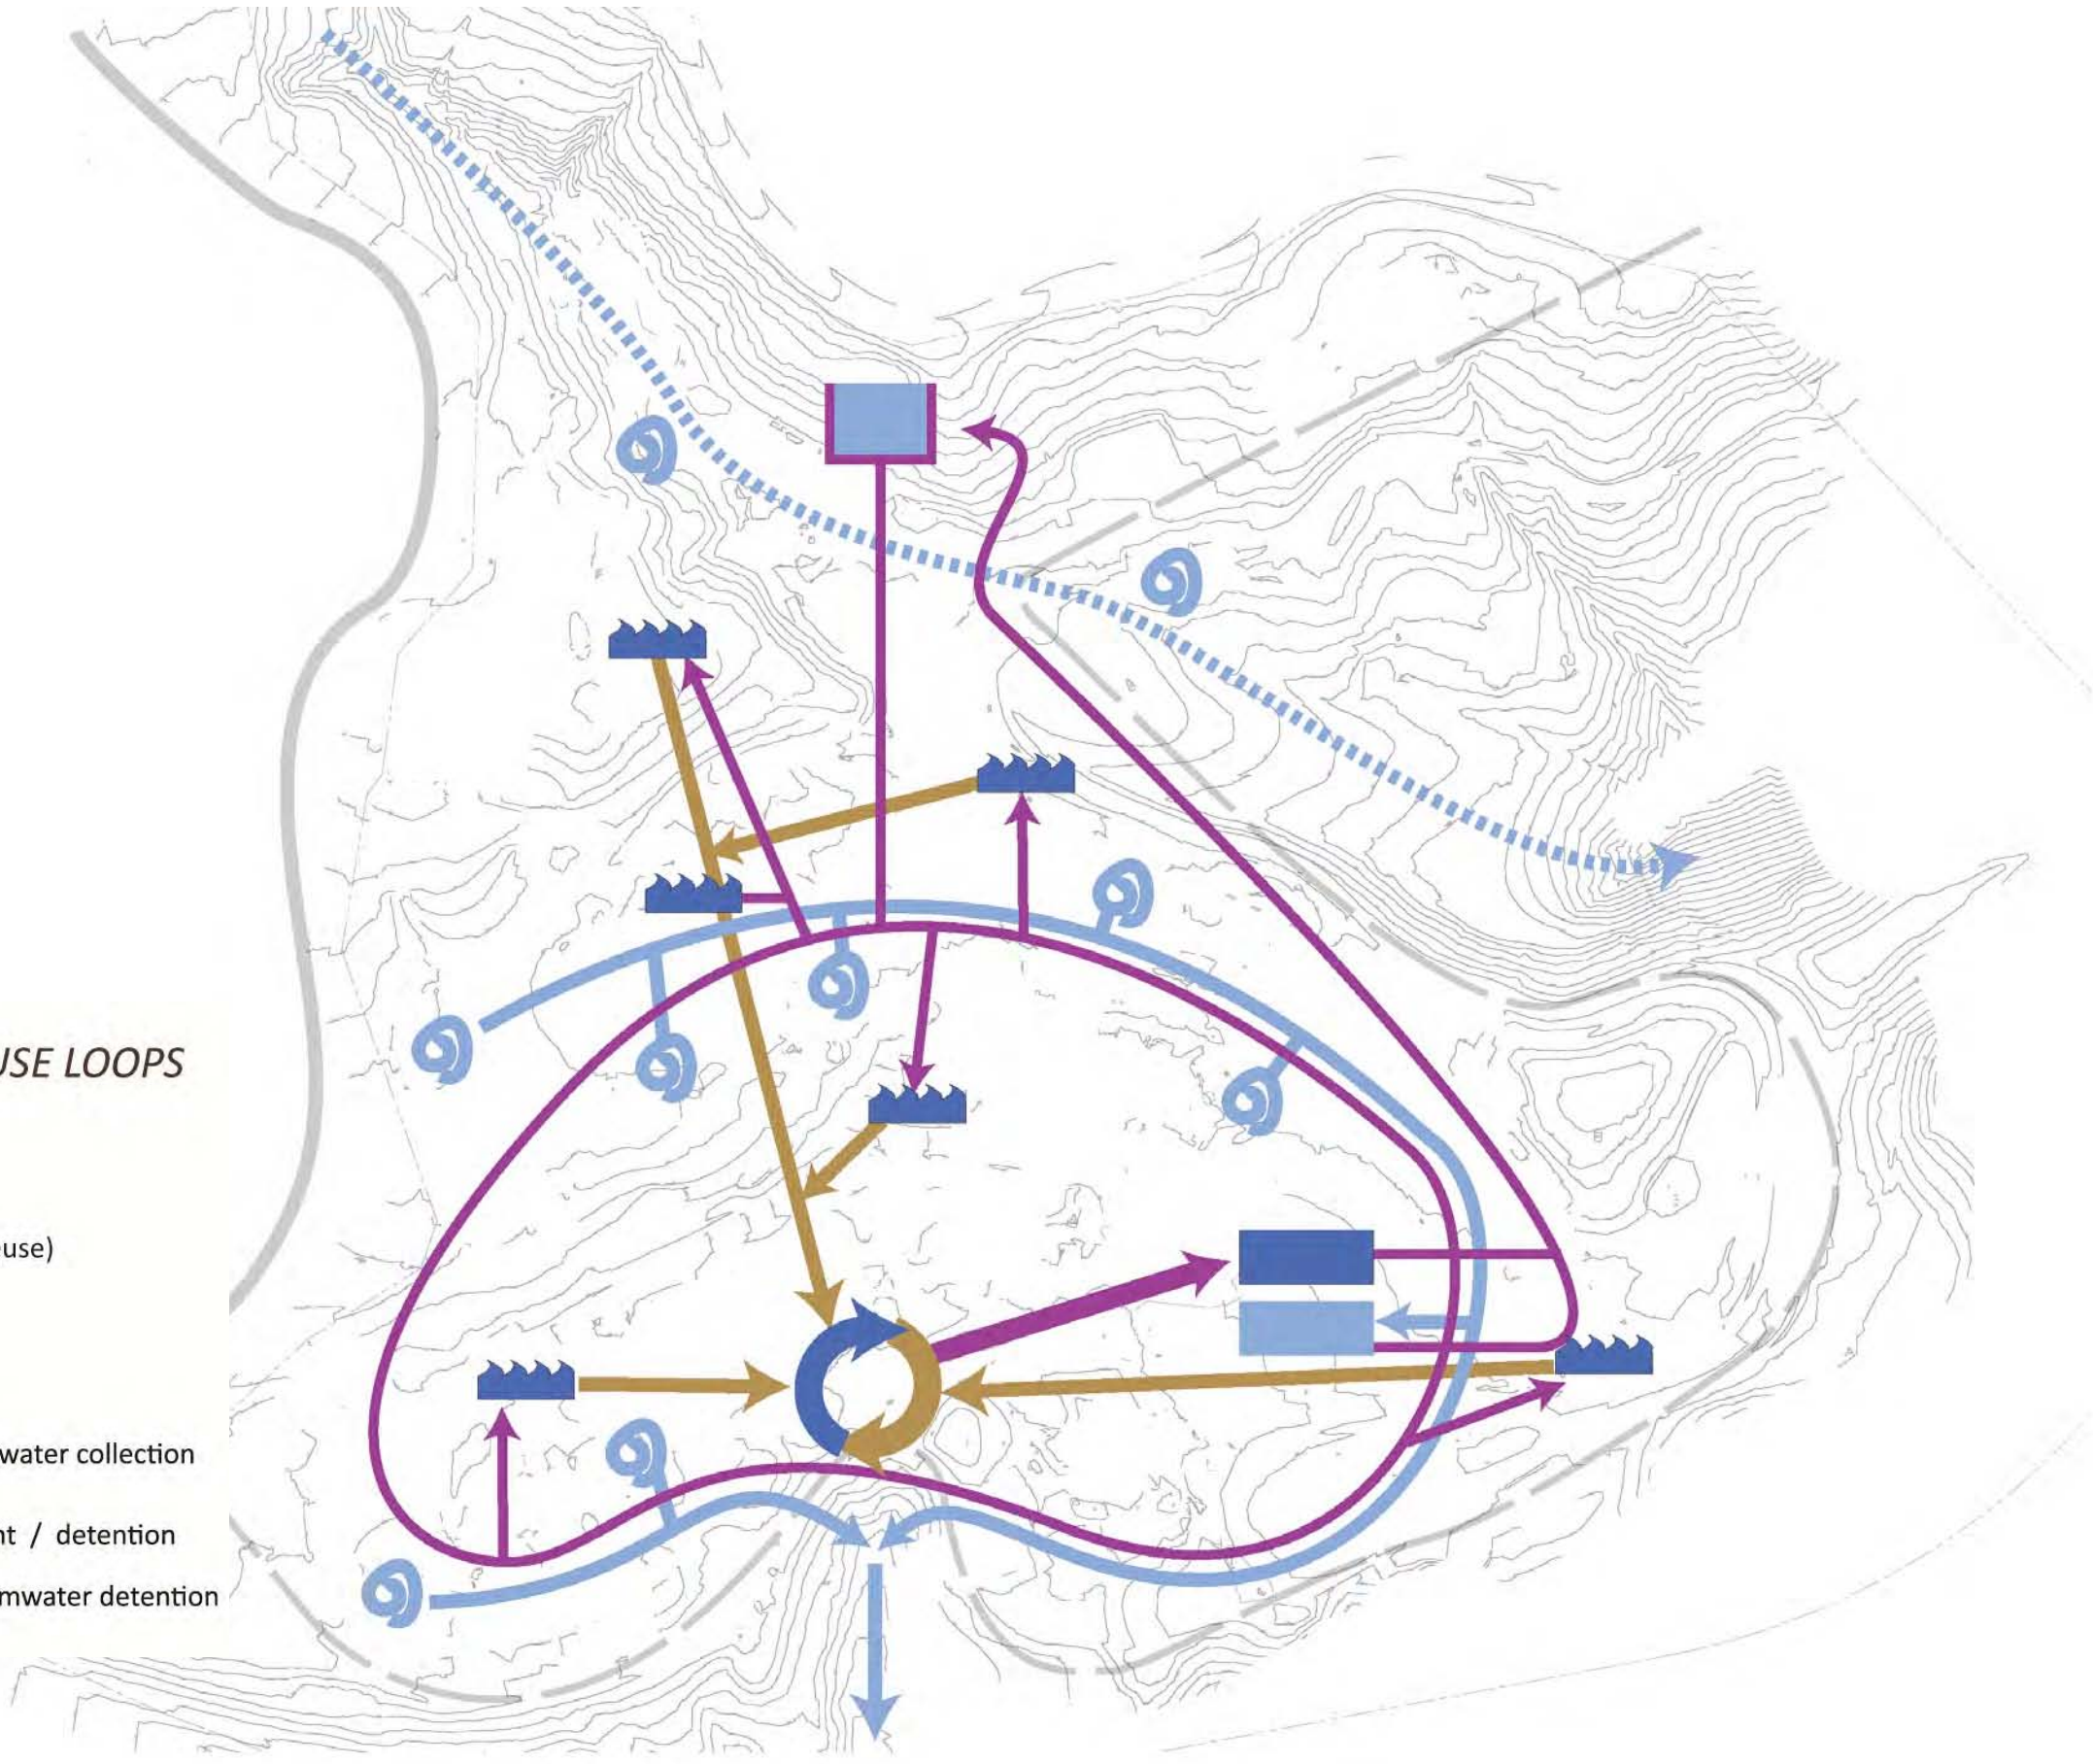 USE LOOPS
use)
water collection
nt / detention
mwater detention